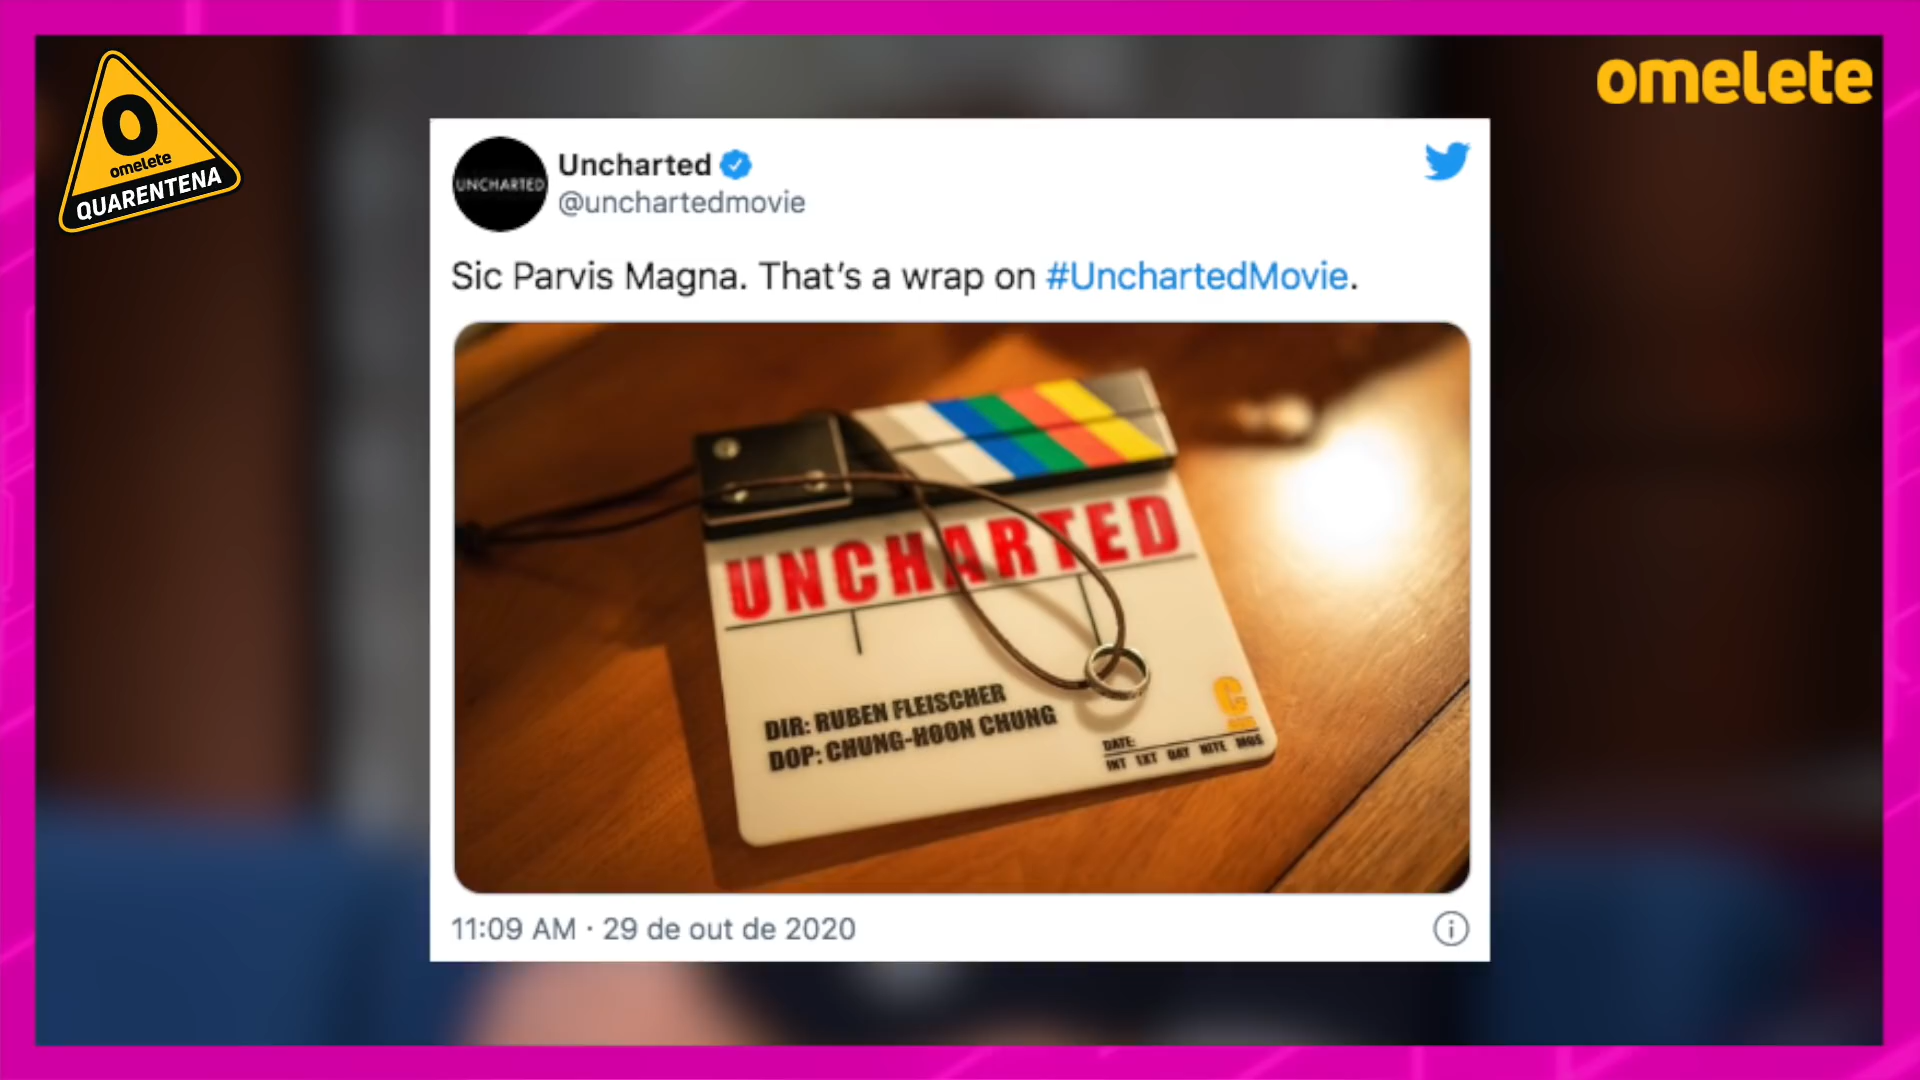 omelete
omelete
QUARENTENA
UNCHARTED
Uncharted
@unchartedmovie
Sic Parvis Magna. That's a wrap on #UnchartedMovie.
UNCHARTED
DIR: RUBEN FLEISCHER
DOP: CHUNG-HOON CHUNG
C
DATE:
INT EXT DAY NITE MOS
11:09 AM · 29 de out de 2020